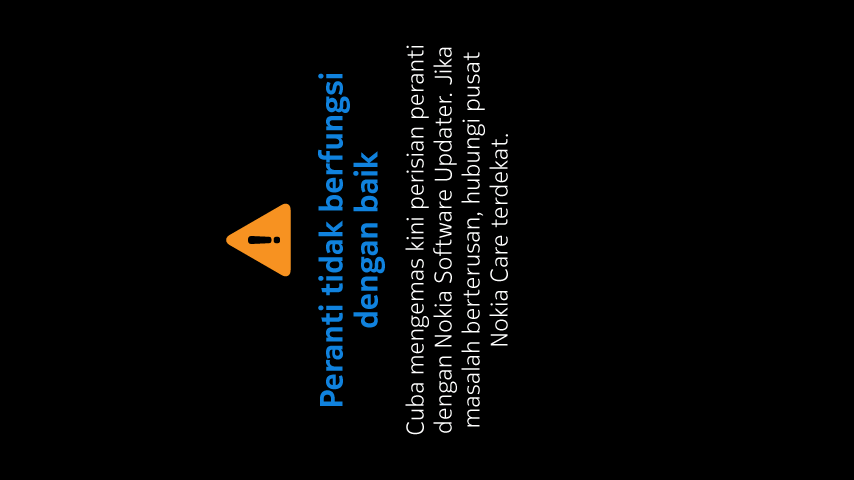 Peranti tidak berfungsi
dengan baik
Cuba mengemas kini perisian peranti
dengan Nokia Software Updater. Jika
masalah berterusan, hubungi pusat
Nokia Care terdekat.